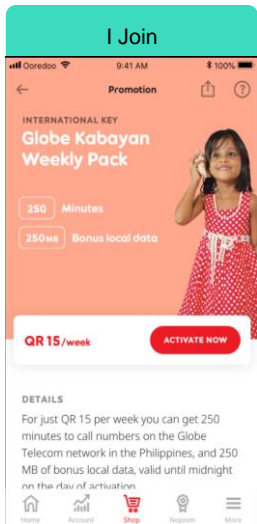 I Join
Ooredoo 9:41 AM 100%
Promotion
INTERNATIONAL KEY
Globe Kabayan
Weekly Pack
250 Minutes
250MB Bonus local data
QR 15/week ACTIVATE NOW
DETAILS
For just QR 15 per week you can get 250
minutes to call numbers on the Globe
Telecom network in the Philippines, and 250
MB of bonus local data, valid until midnight
on the day of activation
Home Account Shop Nojoom More